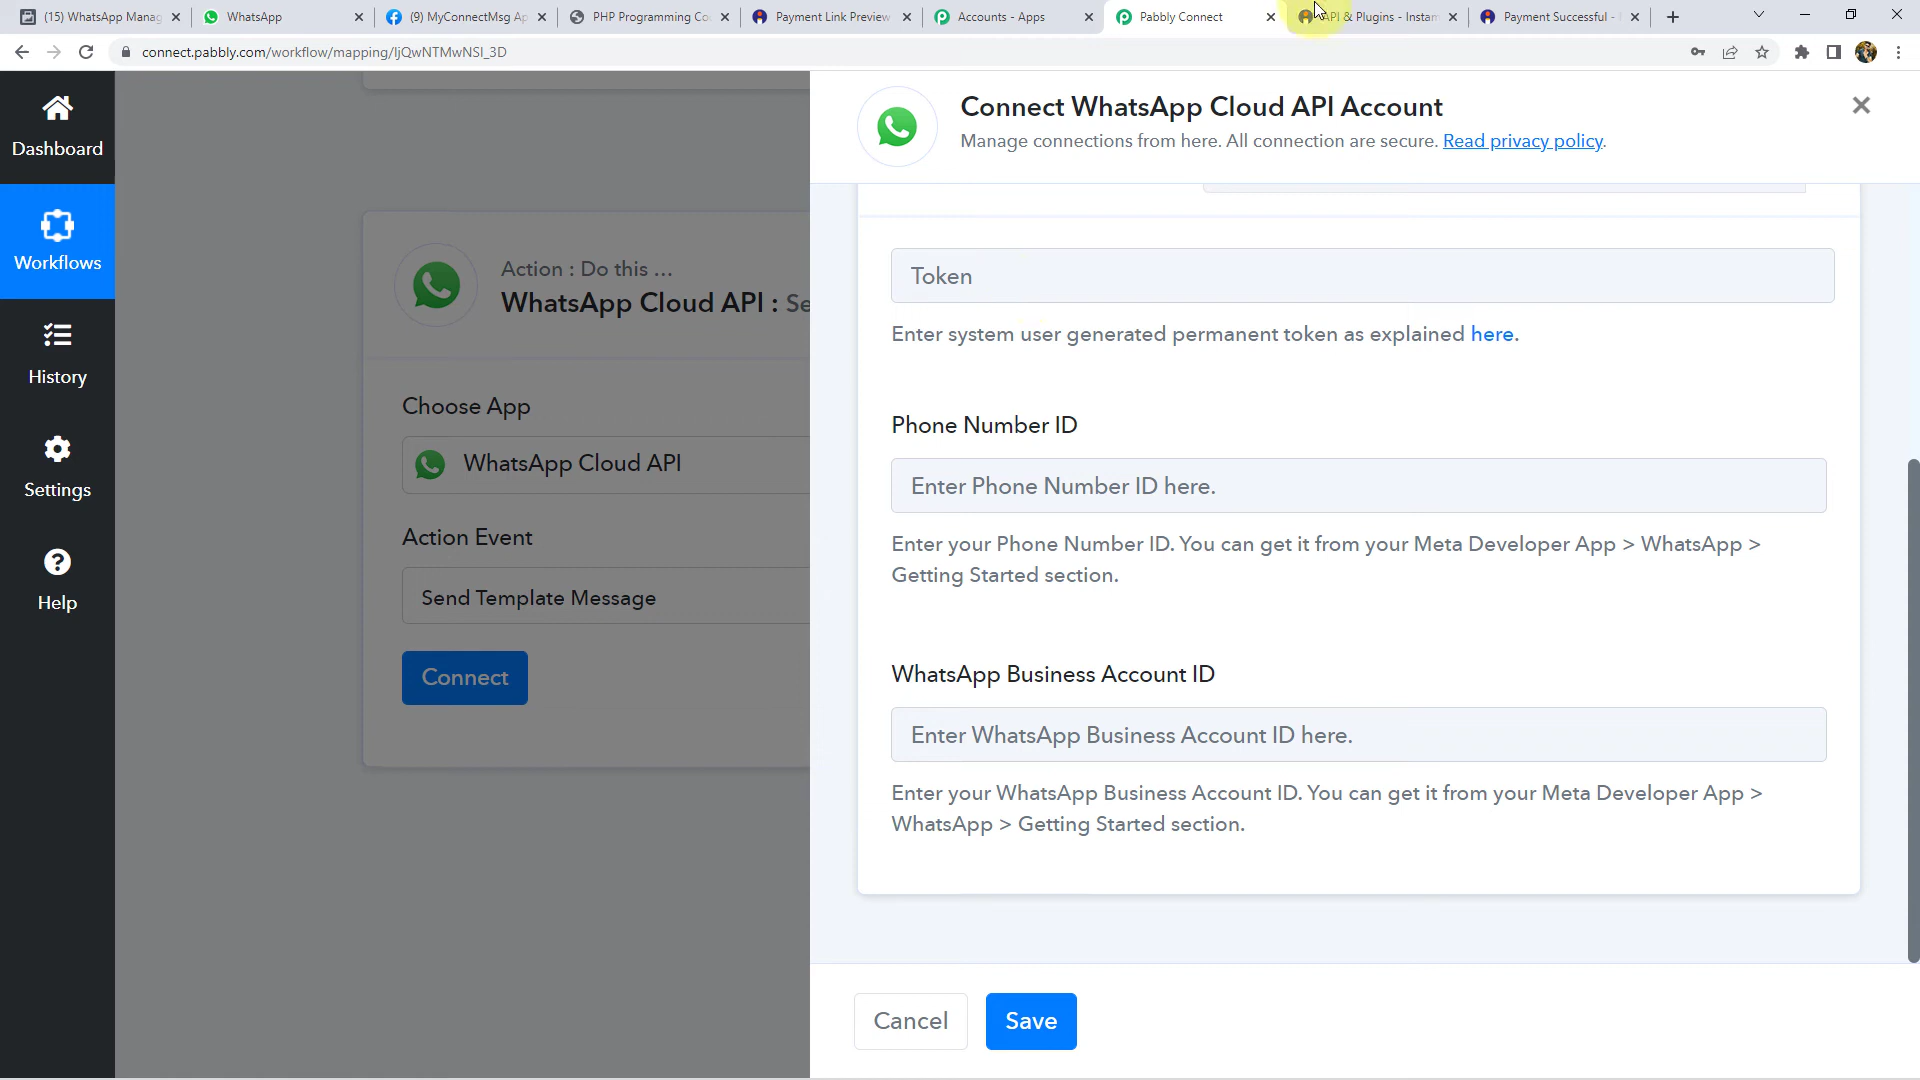 (15) WhatsApp Manag
WhatsApp
(9) MyConnectMsg Ap
PHP Programming Co
Payment Link Preview
Accounts - Apps
Pabbly Connect
API & Plugins - Instam
Payment Successful -
connect.pabbly.com/workflow/mapping/IjQwNTMwNSI_3D
Dashboard
Workflows
History
Settings
Help
Action : Do this ...
WhatsApp Cloud API : Se
Choose App
WhatsApp Cloud API
Action Event
Send Template Message
Connect
Connect WhatsApp Cloud API Account
Manage connections from here. All connection are secure. Read privacy policy.
Token
Enter system user generated permanent token as explained here.
Phone Number ID
Enter Phone Number ID here.
Enter your Phone Number ID. You can get it from your Meta Developer App > WhatsApp >
Getting Started section.
WhatsApp Business Account ID
Enter WhatsApp Business Account ID here.
Enter your WhatsApp Business Account ID. You can get it from your Meta Developer App >
WhatsApp > Getting Started section.
Cancel
Save